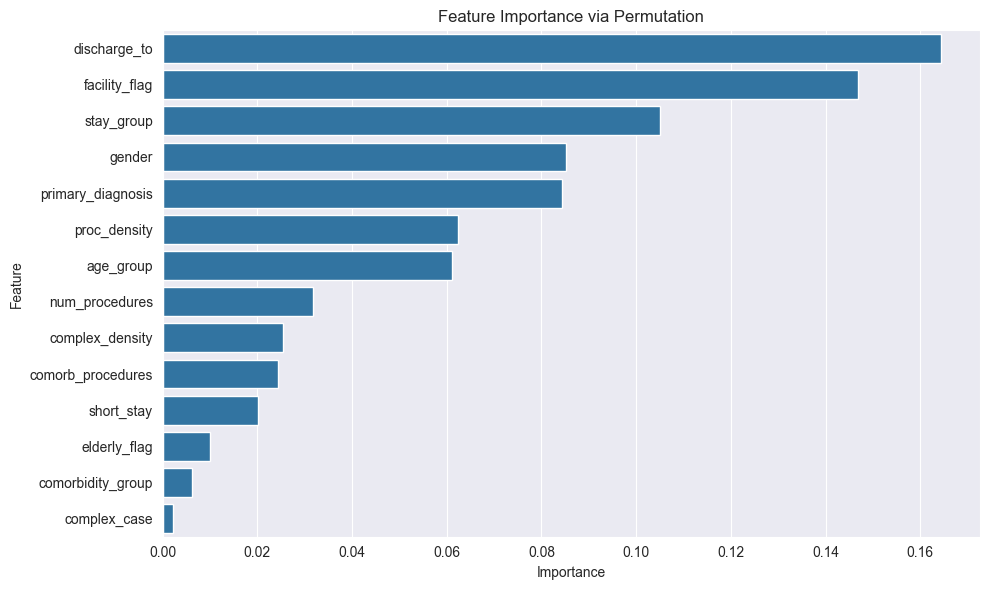 Feature Importance via Permutation
Feature
discharge_to
facility_flag
stay_group
gender
primary_diagnosis
proc_density
age_group
num_procedures
complex_density
comorb_procedures
short_stay
elderly_flag
comorbidity_group
complex_case
0.00 0.02 0.04 0.06 0.08 0.10 0.12 0.14 0.16
Importance